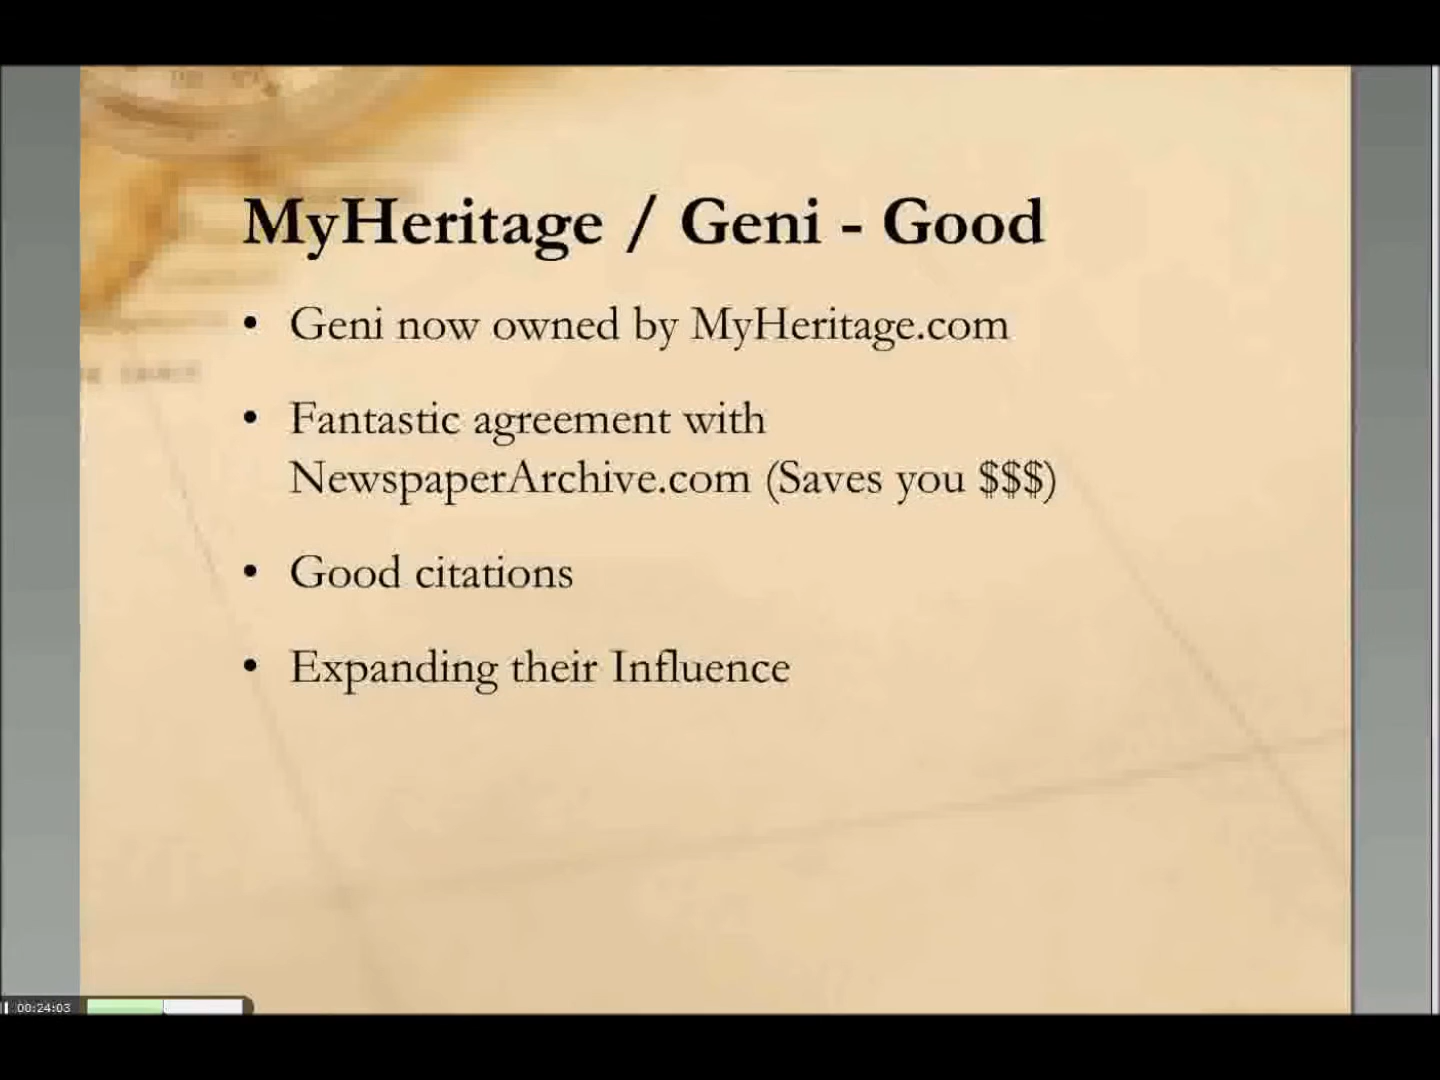 MyHeritage / Geni - Good
• Geni now owned by MyHeritage.com
• Fantastic agreement with
NewspaperArchive.com (Saves you $$$)
• Good citations
• Expanding their Influence
00:24:03